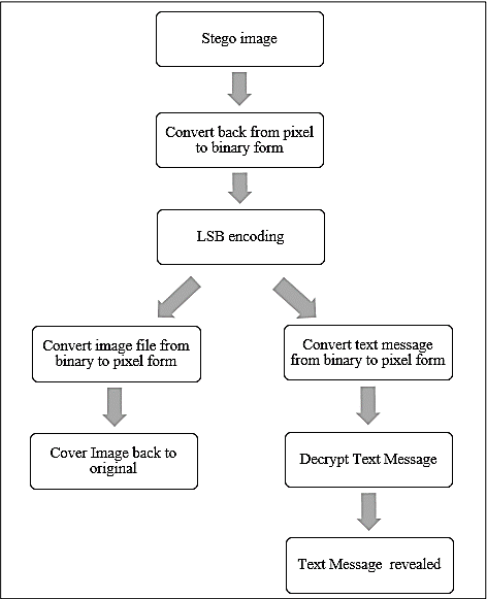 Stego image
Convert back from pixel
to binary form
LSB encoding
Convert image file from
binary to pixel form
Cover Image back to
original
Convert text message
from binary to pixel form
Decrypt Text Message
Text Message revealed